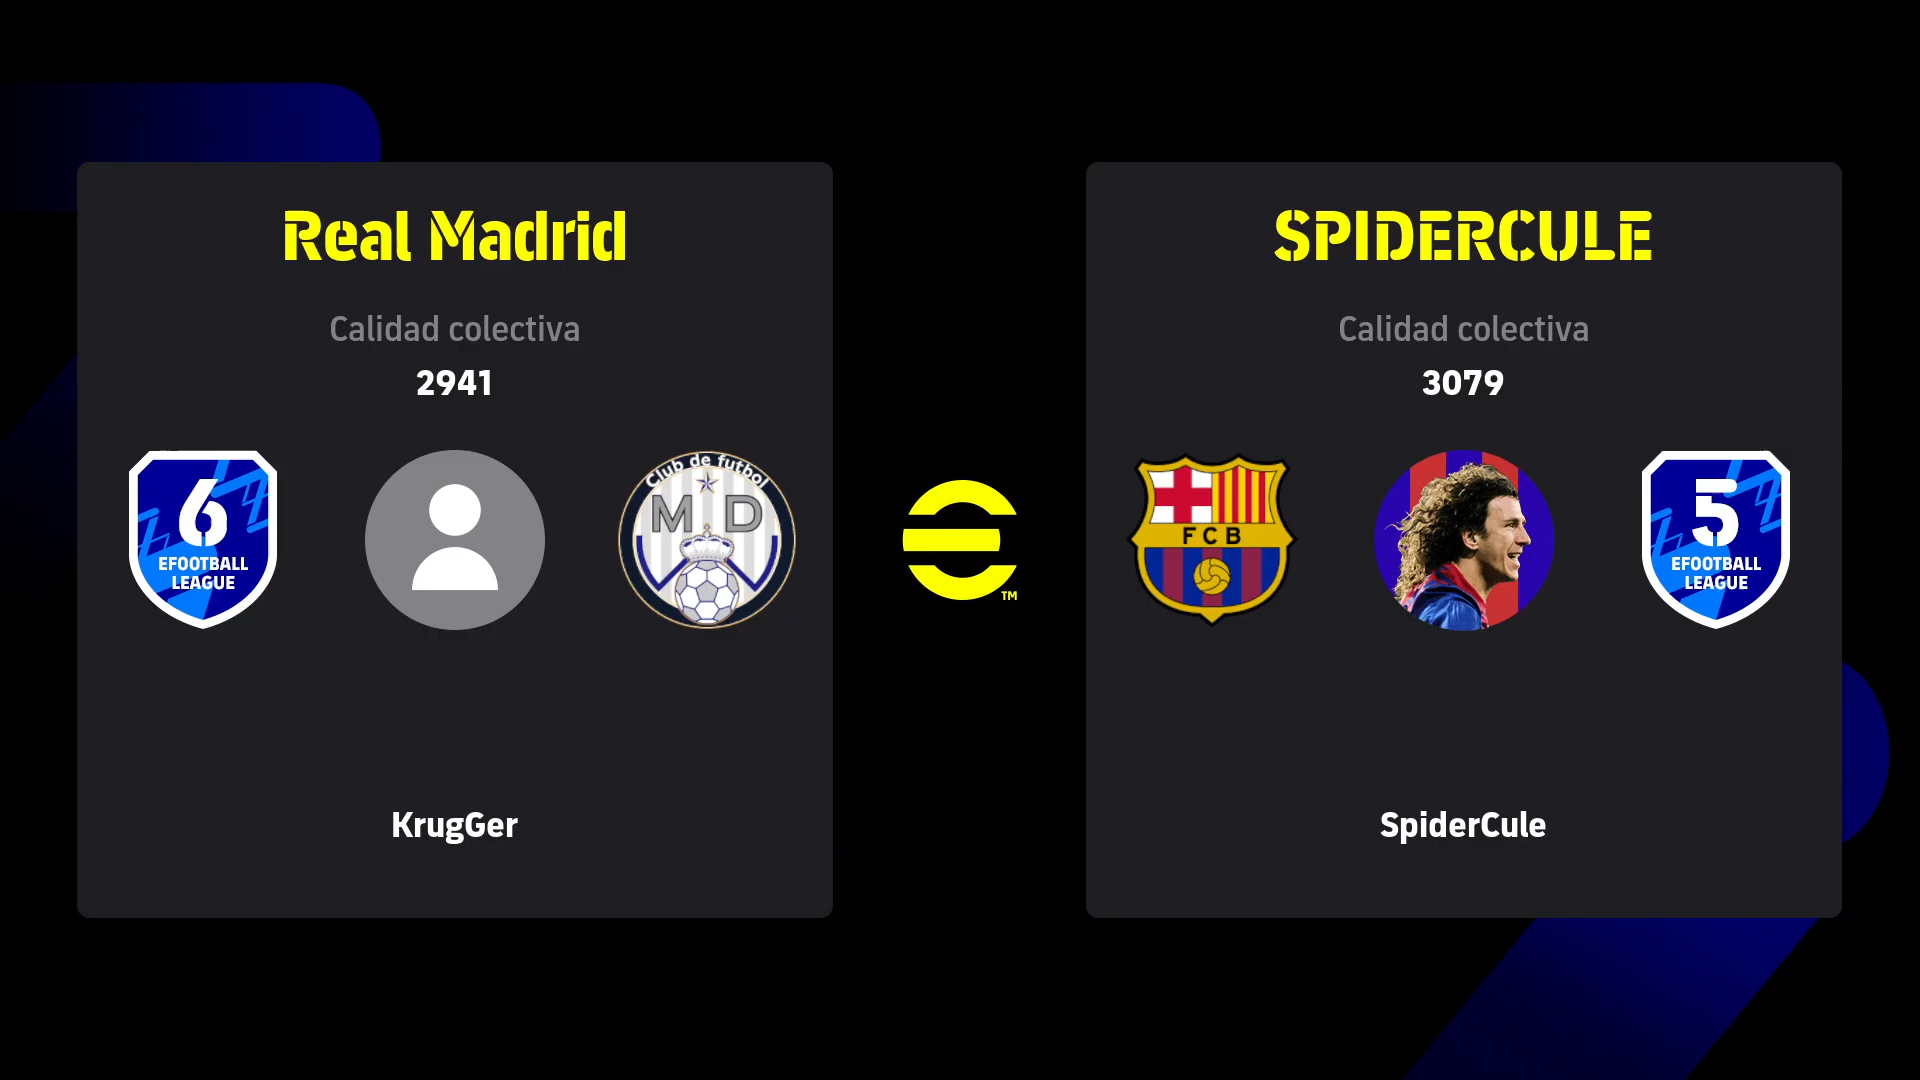 Real Madrid
Calidad colectiva
2941
6
EFOOTBALL
LEAGUE
Club de futbol
M D
KrugGer
TM
SPIDERCULE
Calidad colectiva
3079
FCB
5
EFOOTBALL
LEAGUE
SpiderCule